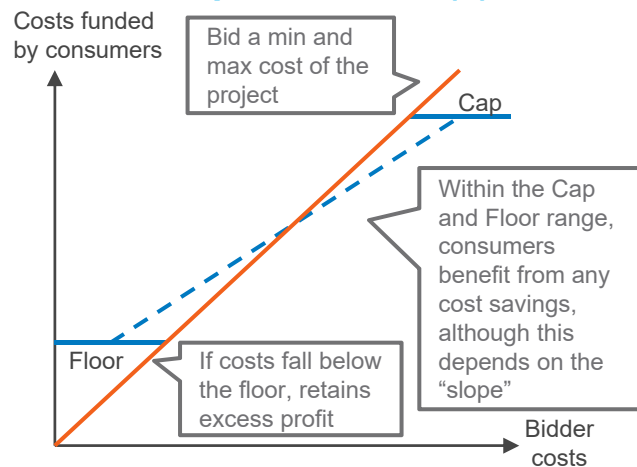 Costs funded
by consumers
Bid a min and
max cost of the
project
Cap
Within the Cap
and Floor range,
consumers
benefit from any
cost savings,
although this
depends on the
“slope”
Floor
If costs fall below
the floor, retains
excess profit
Bidder
costs